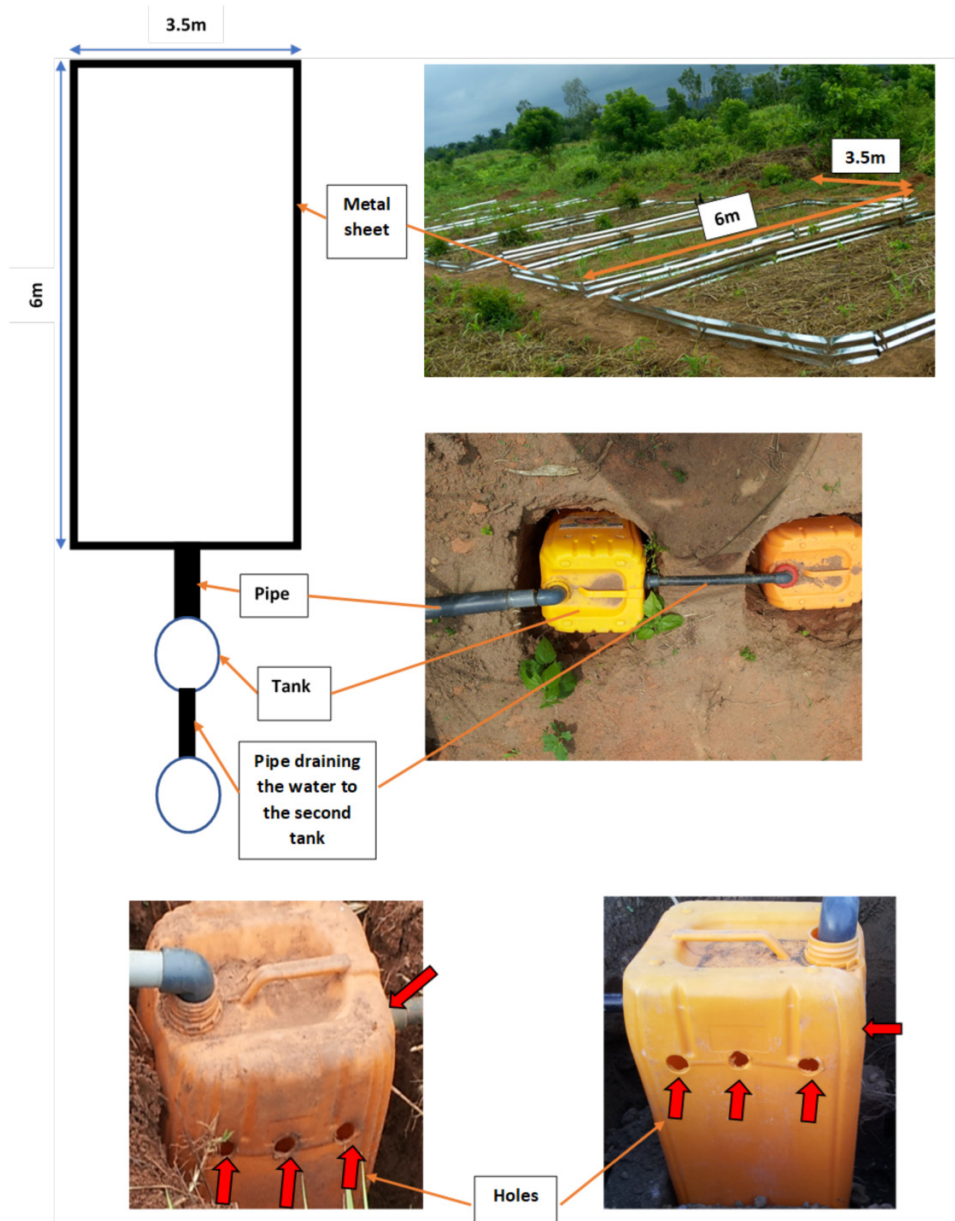 3.5m
3.5m
Metal
sheet
6m
6m
Pipe
Tank
Pipe draining
the water to
the second
tank
Holes